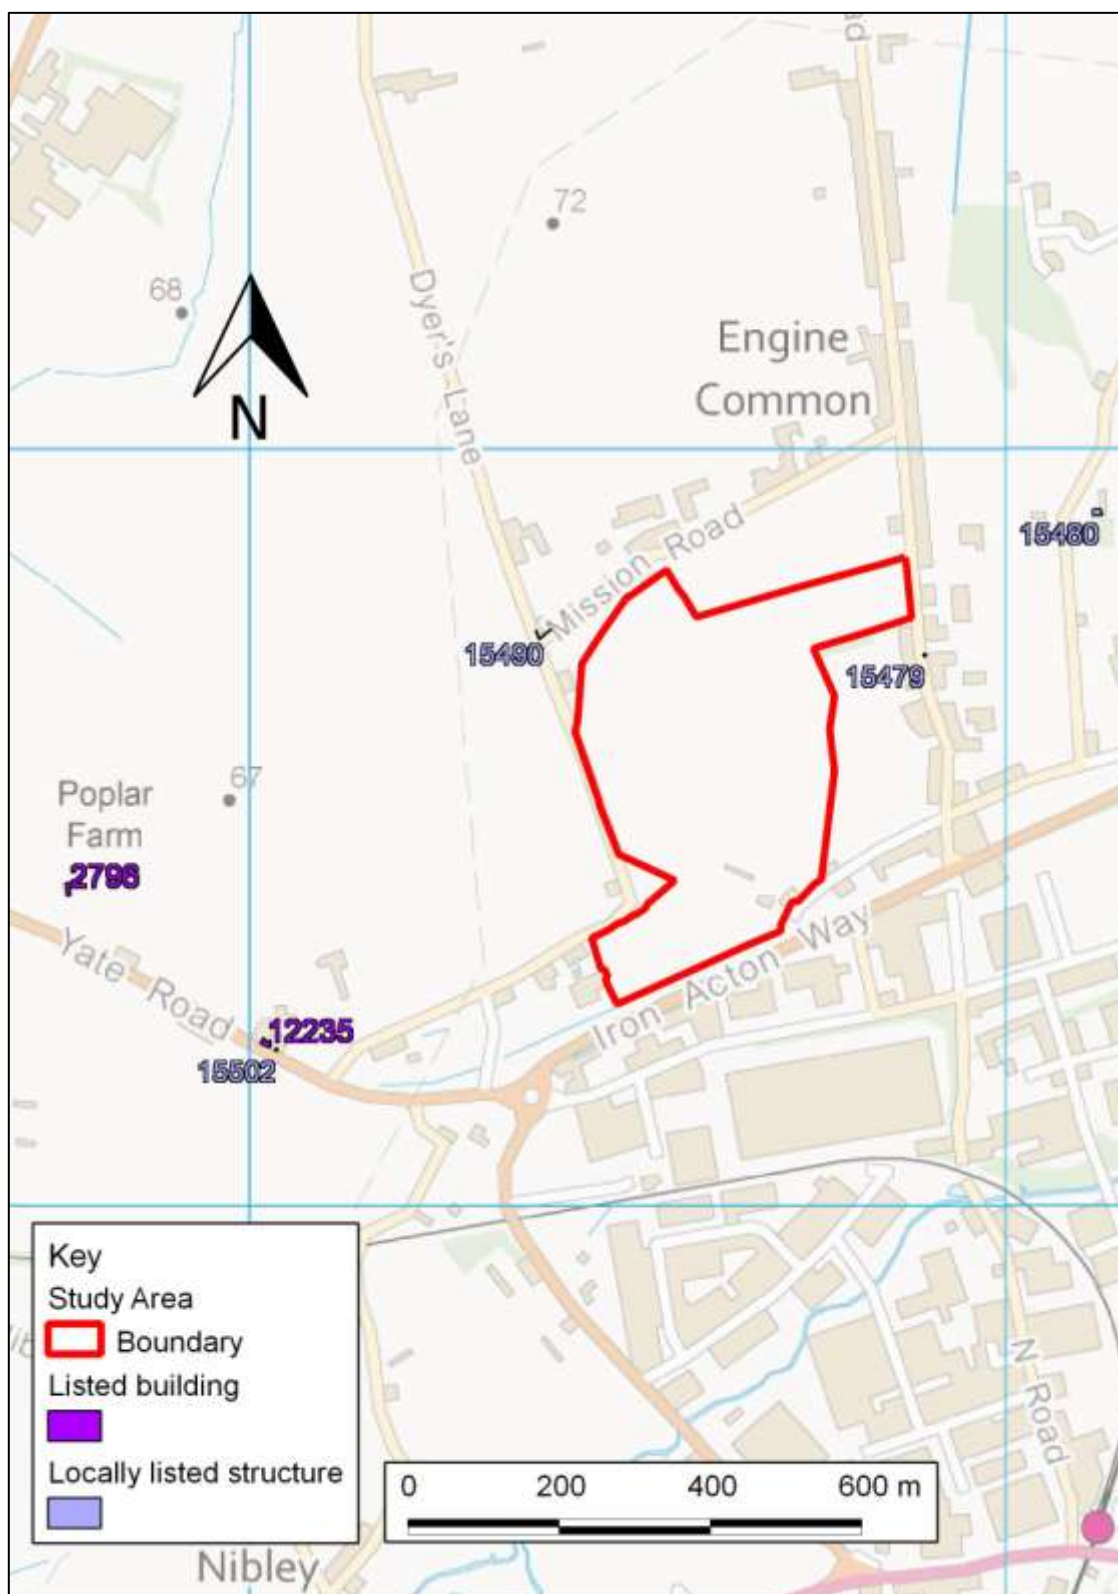 ad
72
68
Dyer's Lane
Engine
Common
N
15480
Mission Road
15490
15479
67
Poplar
Farm
2796
Yate Road
Iron Acton Way
12235
15502
Key
Study Area
Boundary
Listed building
Locally listed structure
N Road
0 200 400 600 m
Nibley